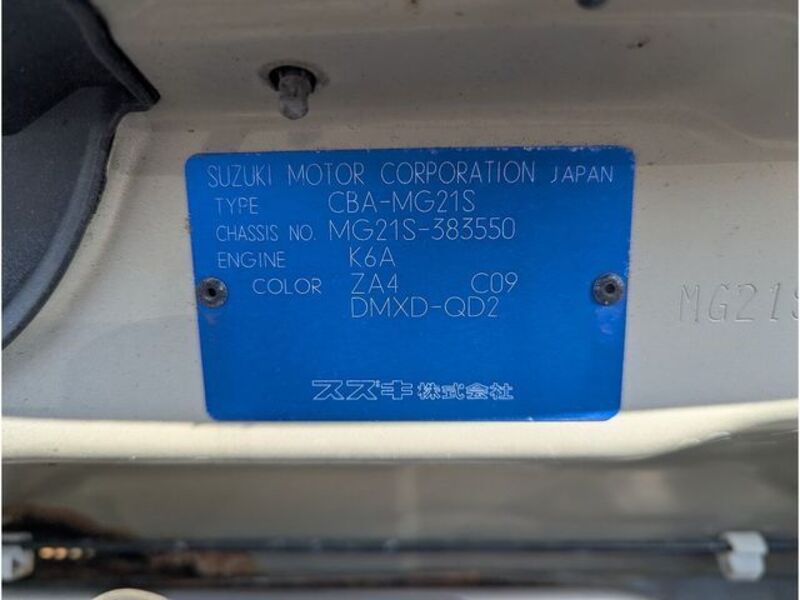 SUZUKI MOTOR CORPORATION JAPAN
TYPE CBA-MG21S
CHASSIS NO. MG21S-383550
ENGINE K6A
COLOR ZA4 C09
DMXD-QD2
MG21S
スズキ株式会社